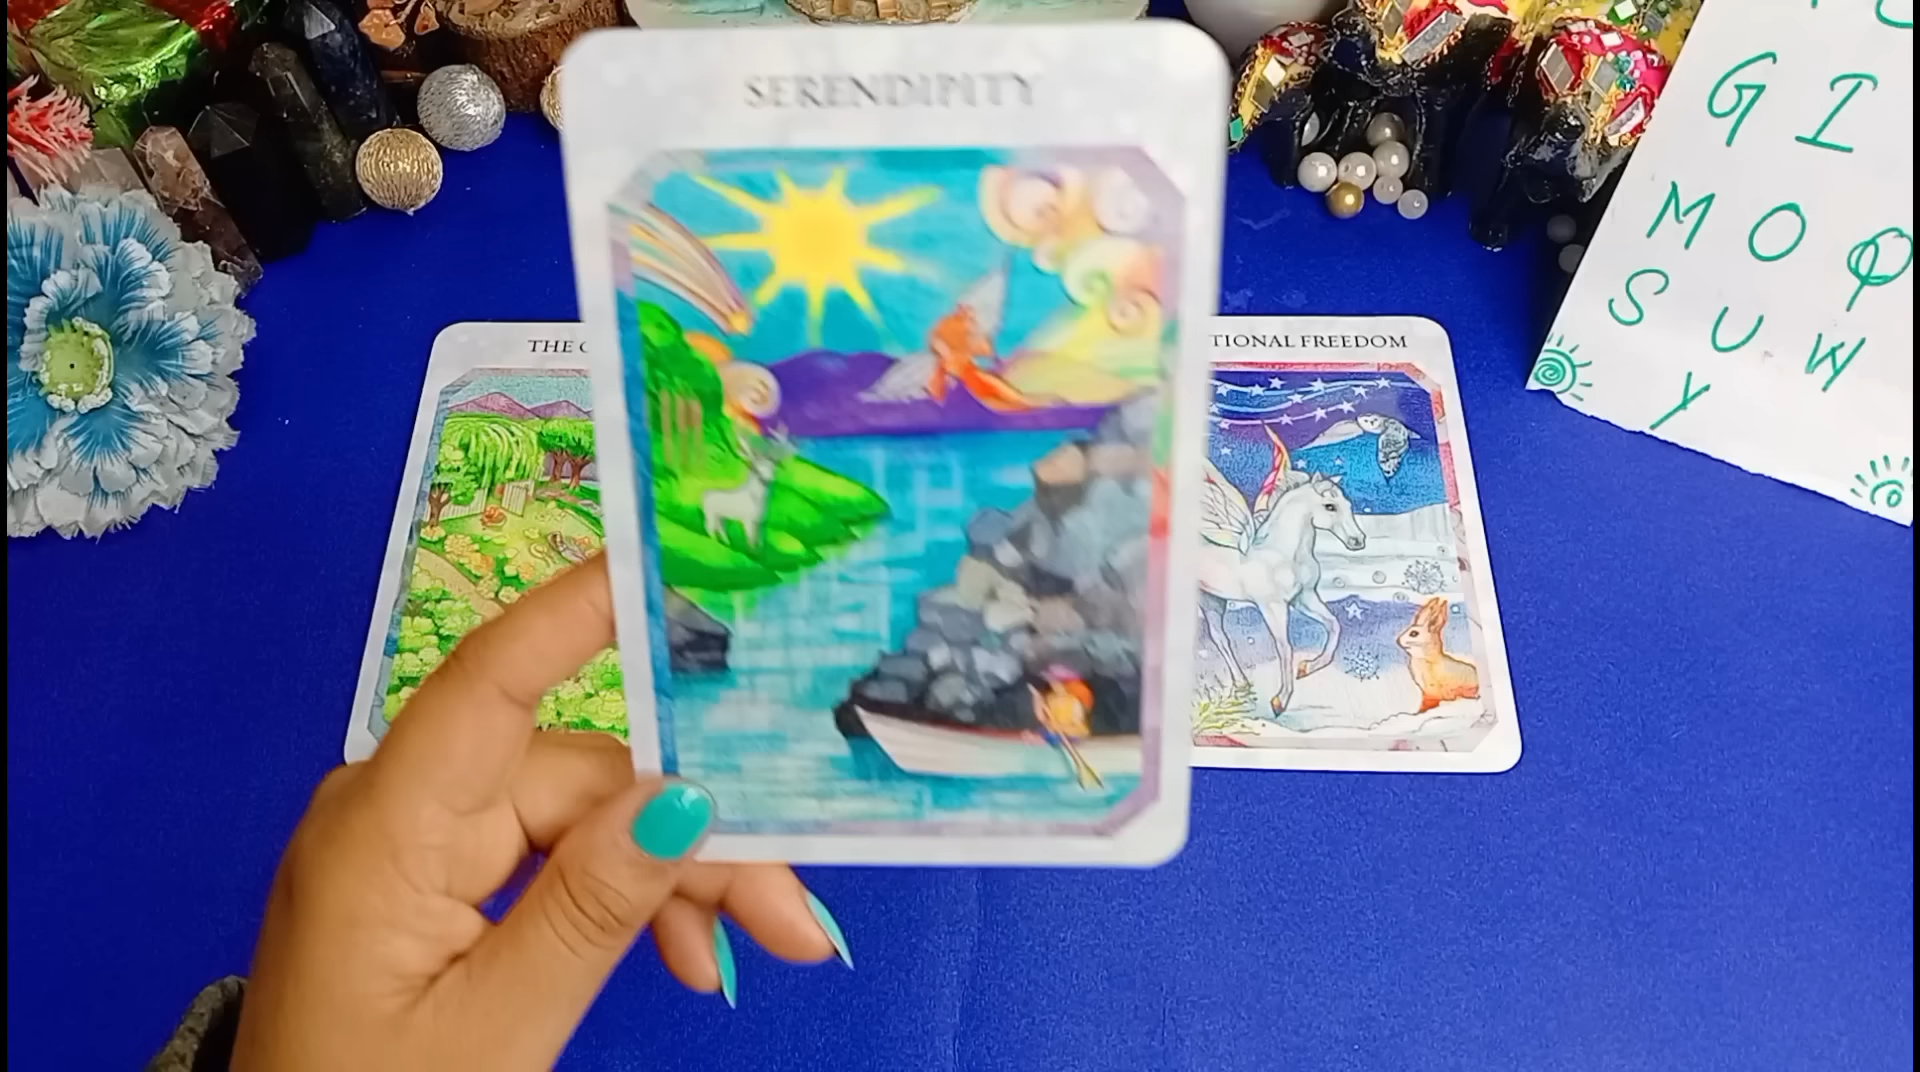 SERENDIPITY
THE
TIONAL FREEDOM
G I
M O Q
S U W
Y